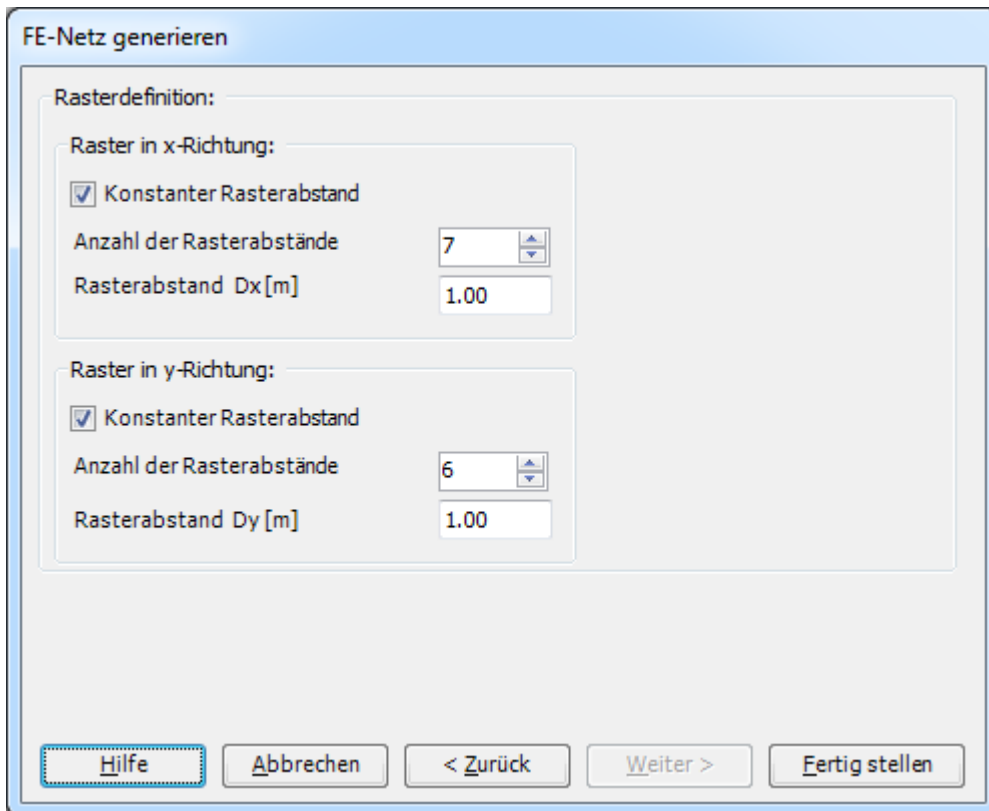 FE-Netz generieren
Rasterdefinition:
Raster in x-Richtung:
Konstanter Rasterabstand
Anzahl der Rasterabstände 7
Rasterabstand Dx [m] 1.00
Raster in y-Richtung:
Konstanter Rasterabstand
Anzahl der Rasterabstände 6
Rasterabstand Dy [m] 1.00
Hilfe Abbrechen < Zurück Weiter > Fertig stellen